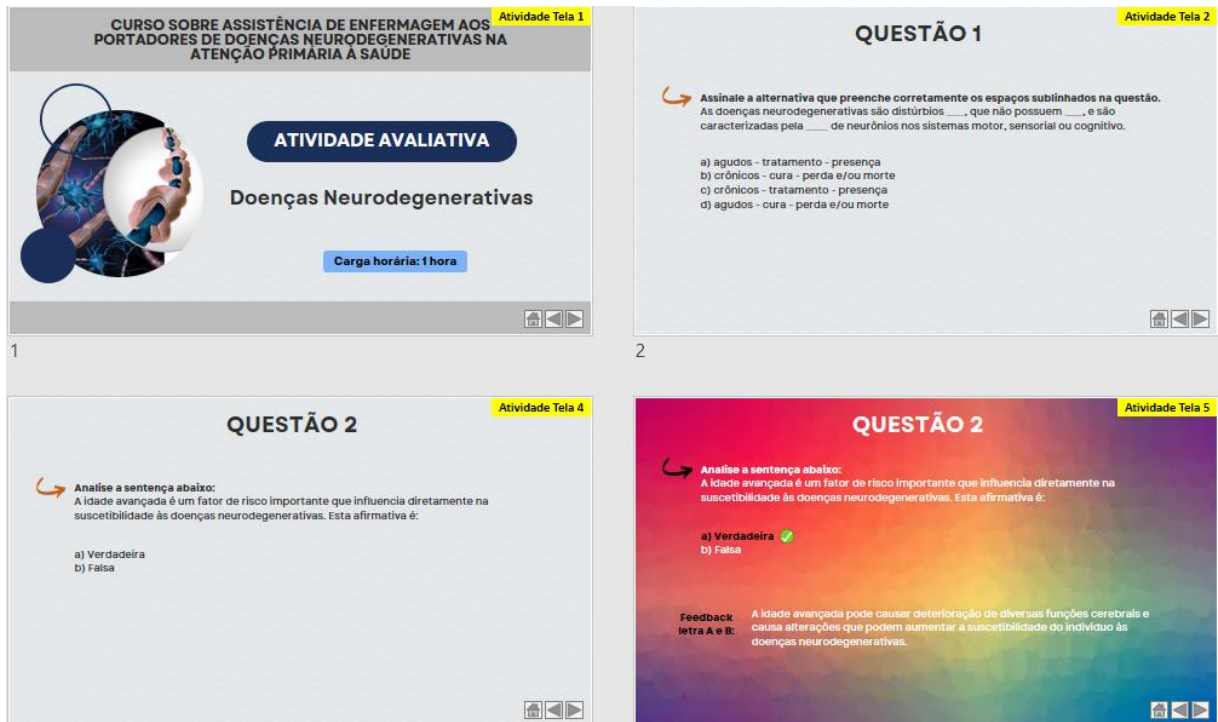 Atividade Tela 1
CURSO SOBRE ASSISTÊNCIA DE ENFERMAGEM AOS
PORTADORES DE DOENÇAS NEURODEGENERATIVAS NA
ATENÇÃO PRIMÁRIA À SAÚDE
ATIVIDADE AVALIATIVA
Doenças Neurodegenerativas
Carga horária: 1 hora
1
Atividade Tela 2
QUESTÃO 1
Assinale a alternativa que preenche corretamente os espaços sublinhados na questão.
As doenças neurodegenerativas são distúrbios ___, que não possuem ___, e são
caracterizadas pela ____ de neurônios nos sistemas motor, sensorial ou cognitivo.
a) agudos - tratamento - presença
b) crônicos - cura - perda e/ou morte
c) crônicos - tratamento - presença
d) agudos - cura - perda e/ou morte
2
Atividade Tela 4
QUESTÃO 2
Analise a sentença abaixo:
A idade avançada é um fator de risco importante que influencia diretamente na
suscetibilidade às doenças neurodegenerativas. Esta afirmativa é:
a) Verdadeira
b) Falsa
Atividade Tela 5
QUESTÃO 2
Analise a sentença abaixo:
A idade avançada é um fator de risco importante que influencia diretamente na
suscetibilidade às doenças neurodegenerativas. Esta afirmativa é:
a) Verdadeira
b) Falsa
Feedback
letra A e B:
A idade avançada pode causar deterioração de diversas funções cerebrais e
causa alterações que podem aumentar a suscetibilidade do indivíduo às
doenças neurodegenerativas.